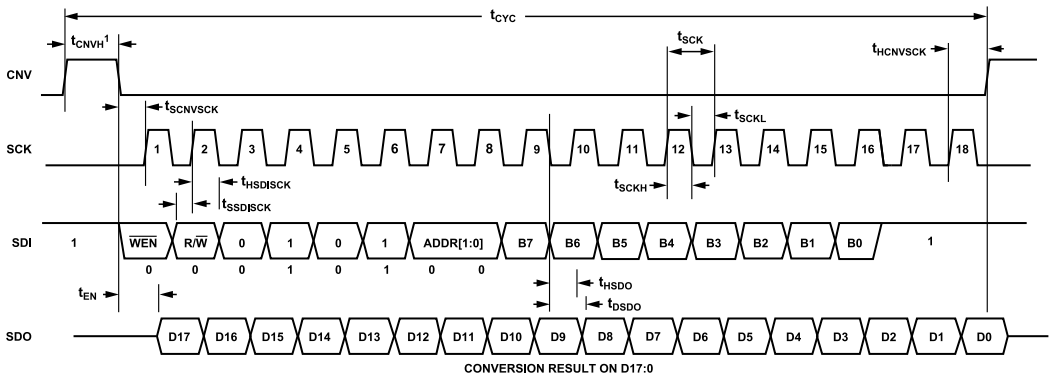 tCYC
tCNVH1 tSCK tHCNVSCK
CNV
tSCNVSCK tSCKL
SCK 1 2 3 4 5 6 7 8 9 10 11 12 13 14 15 16 17 18
tHSDISCK tSCKH
tSSDISCK
SDI 1 WEN R/W 0 1 0 1 ADDR[1:0] B7 B6 B5 B4 B3 B2 B1 B0 1
0 0 0 1 0 1 0 0
tEN tHSDO
tDSDO
SDO D17 D16 D15 D14 D13 D12 D11 D10 D9 D8 D7 D6 D5 D4 D3 D2 D1 D0
CONVERSION RESULT ON D17:0